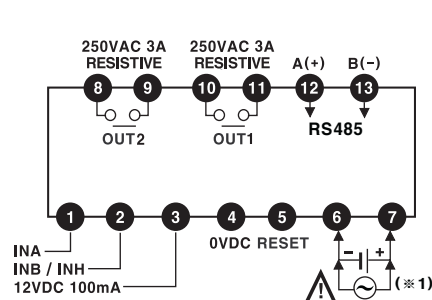 250VAC 3A 250VAC 3A
RESISTIVE RESISTIVE A(+) B(-)
8 9 10 11 12 13
OUT2 OUT1 RS485
1 2 3 4 5 6 7
INA 0VDC RESET - +
INB / INH
12VDC 100mA (※1)